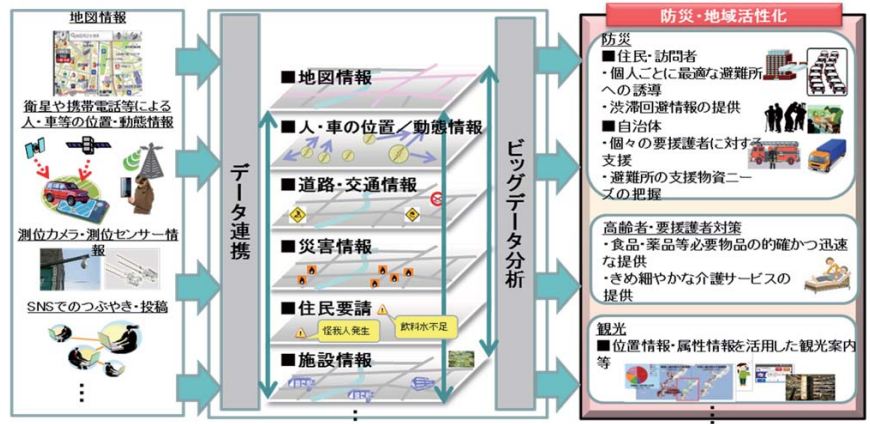 地図情報
衛星や携帯電話等による
人・車等の位置・動態情報
測位カメラ・測位センサー情
報
SNSでのつぶやき・投稿
データ連携
■地図情報
■人・車の位置／動態情報
■道路・交通情報
■災害情報
■住民要請
怪我人発生
飲料水不足
■施設情報
ビッグデータ分析
防災・地域活性化
防災
■住民・訪問者
・個人ごとに最適な避難所
への誘導
・渋滞回避情報の提供
■自治体
・個々の要援護者に対する
支援
・避難所の支援物資ニー
ズの把握
高齢者・要援護者対策
・食品・薬品等必要物品の的確かつ迅速
な提供
・きめ細やかな介護サービスの
提供
観光
■位置情報・属性情報を活用した観光案内
等